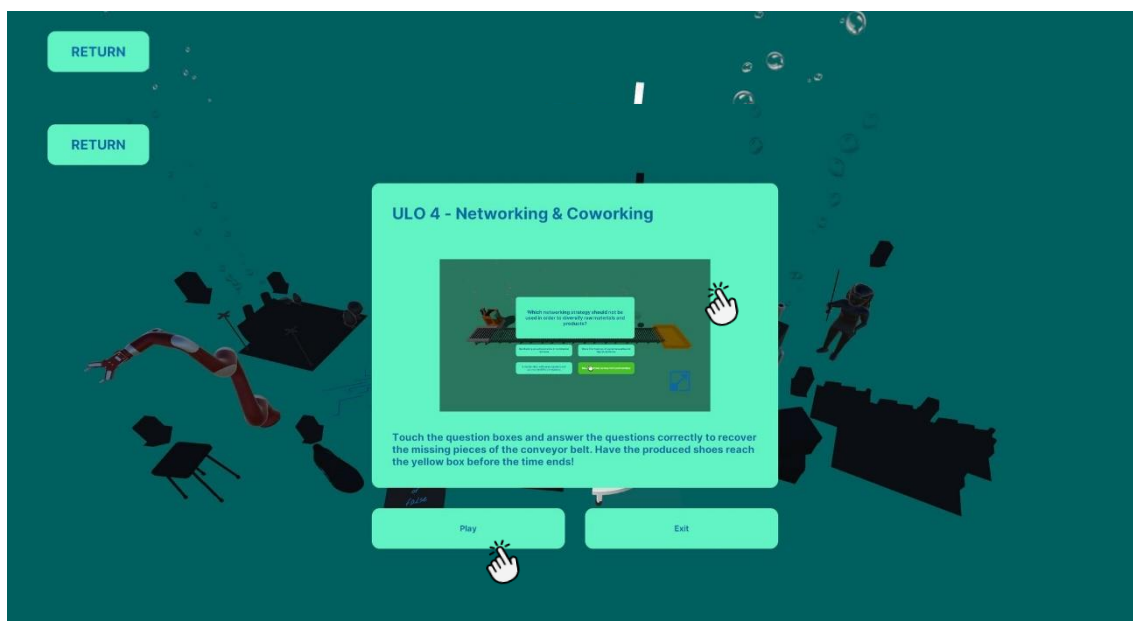 RETURN
RETURN
ULO 4 - Networking & Coworking
Which networking strategy should not be
used in order to diversify raw materials and
products?
Touch the question boxes and answer the questions correctly to recover
the missing pieces of the conveyor belt. Have the produced shoes reach
the yellow box before the time ends!
or
FALSE
Play
Exit